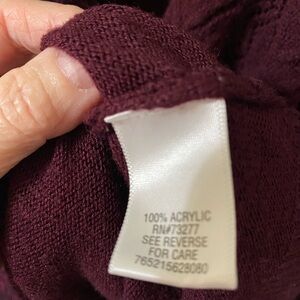 100% ACRYLIC
RN#73277
SEE REVERSE
FOR CARE
765215628080